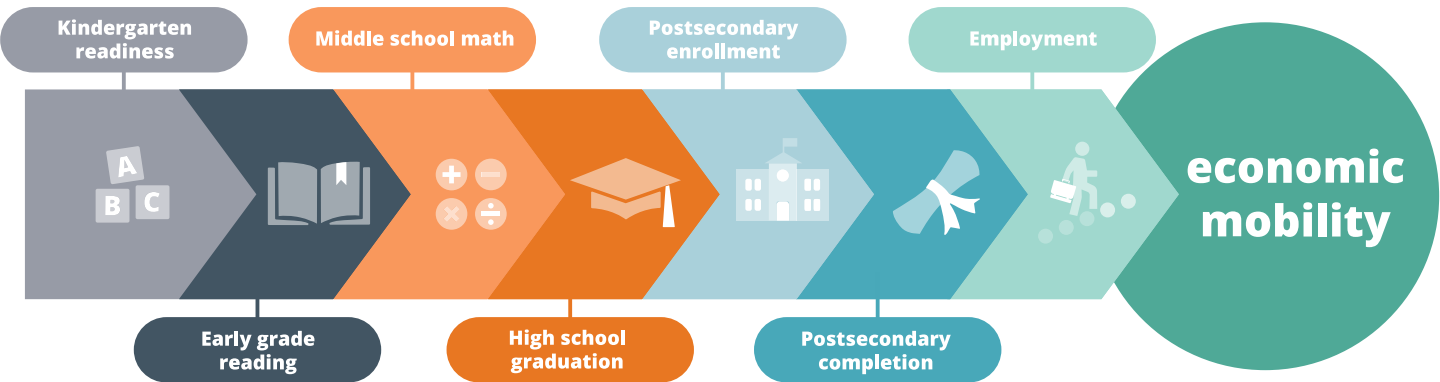 Kindergarten
readiness
Middle school math
Postsecondary
enrollment
Employment
A
B C
economic
mobility
Early grade
reading
High school
graduation
Postsecondary
completion